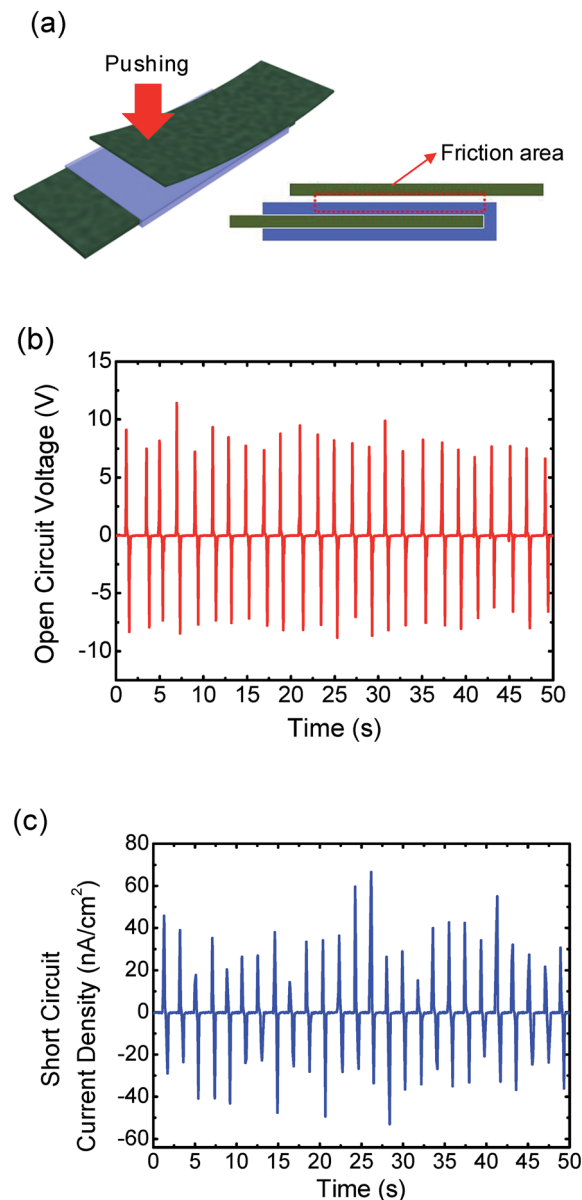 (a)
Pushing
Friction area
(b)
Open Circuit Voltage (V)
15
10
5
0
-5
-10
0 5 10 15 20 25 30 35 40 45 50
Time (s)
(c)
Short Circuit
Current Density (nA/cm²)
80
60
40
20
0
-20
-40
-60
0 5 10 15 20 25 30 35 40 45 50
Time (s)